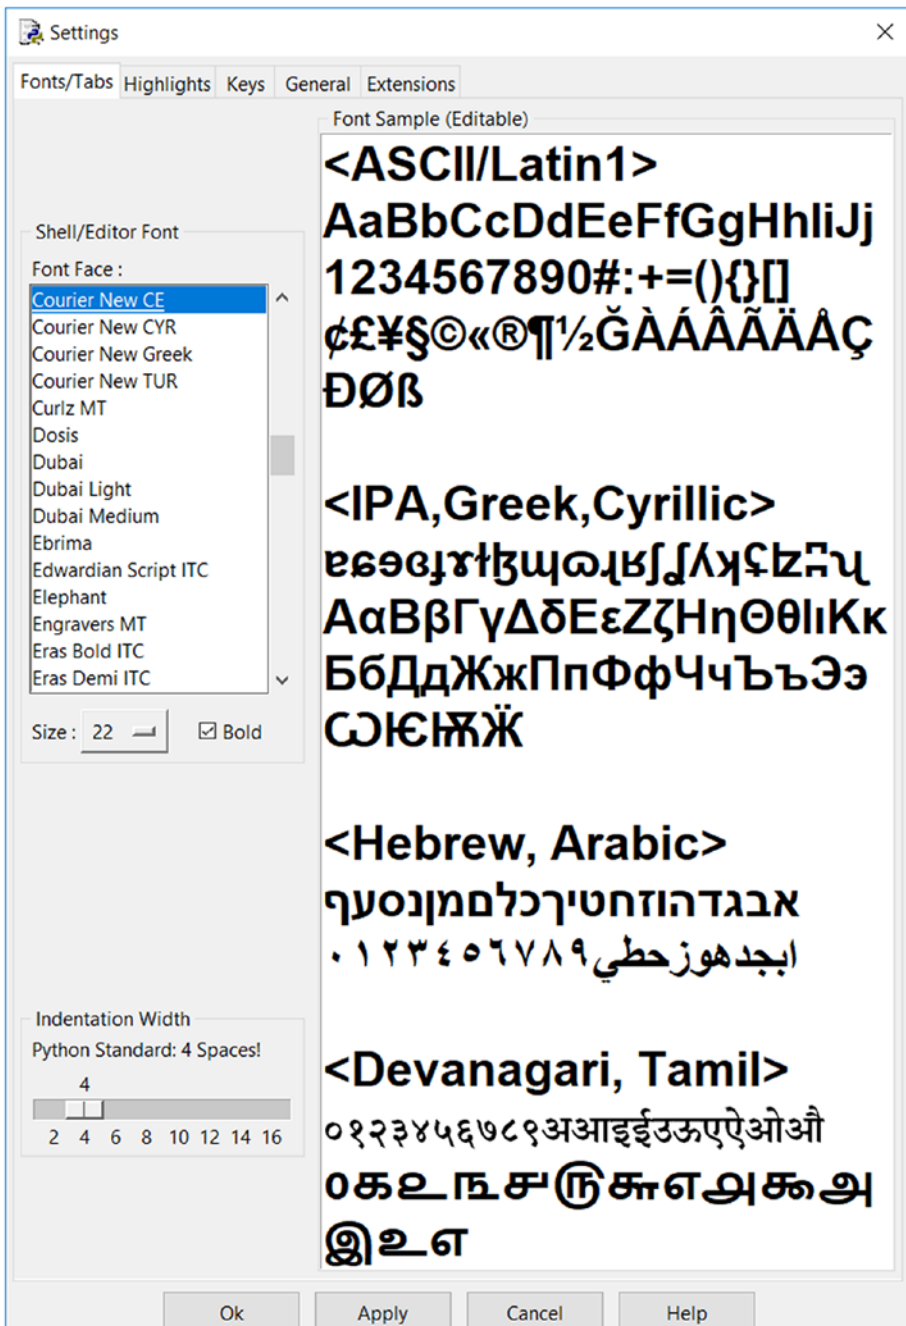 Settings
Fonts/Tabs Highlights Keys General Extensions
Shell/Editor Font
Font Face :
Courier New CE
Courier New CYR
Courier New Greek
Courier New TUR
Curlz MT
Dosis
Dubai
Dubai Light
Dubai Medium
Ebrima
Edwardian Script ITC
Elephant
Engravers MT
Eras Bold ITC
Eras Demi ITC
Size : 22 Bold
Indentation Width
Python Standard: 4 Spaces!
4
2 4 6 8 10 12 14 16
Font Sample (Editable)
<ASCII/Latin1>
AaBbCcDdEeFfGgHhIiJj
1234567890#:+=(){}[]
¢£¥§©«®¶½ĞÀÁÂÃÄÅÇ
ÐØß
<IPA,Greek,Cyrillic>
ɐɕɘɞɟɤɫɮɰɷɻʁʃʆʎʞʢʫʭʯ
ΑαΒβΓγΔδΕεΖζΗηΘθΙιΚκ
БбДдЖжПпФфЧчЪъЭэ
ѠѤѬӜ
<Hebrew, Arabic>
אבגדהוזחטיךכלםמןנסעף
ابجدهوزحطي٠١٢٣٤٥٦٧٨٩
<Devanagari, Tamil>
०१२३४५६७८९अआइईउऊएऐओऔ
௦௧௨௩௪௫௬௭௮௯அ
இஉஎ
Ok Apply Cancel Help